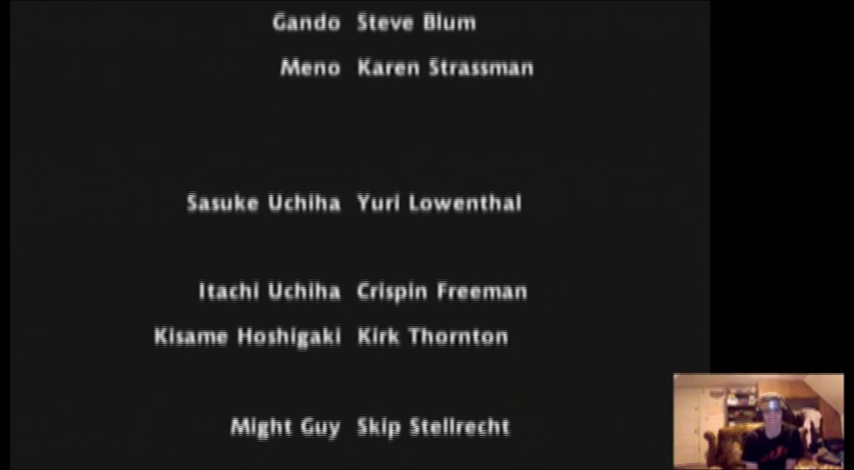 Gando Steve Blum
Meno Karen Strassman
Sasuke Uchiha Yuri Lowenthal
Itachi Uchiha Crispin Freeman
Kisame Hoshigaki Kirk Thornton
Might Guy Skip Stellrecht